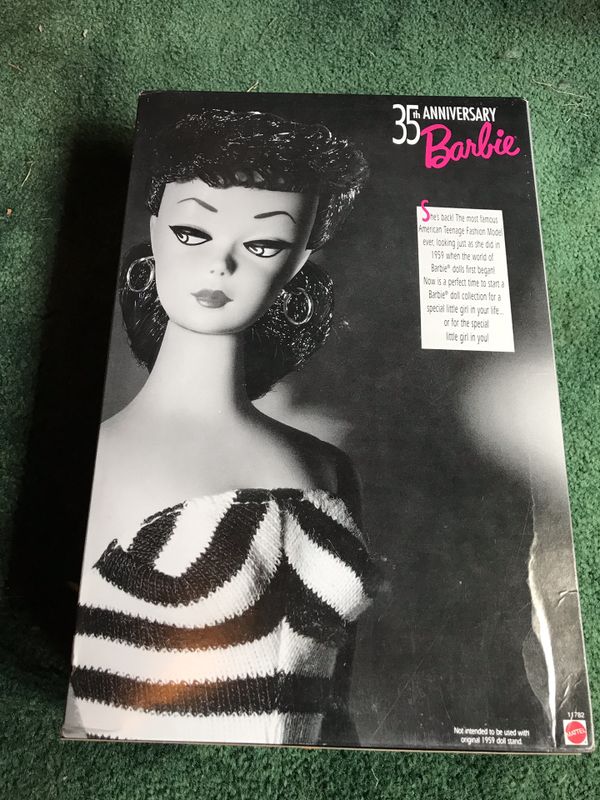 35th ANNIVERSARY
Barbie
She's back! The most famous
American Teenage Fashion Model
ever, looking just as she did in
1959 when the world of
Barbie® dolls first began!
Now is a perfect time to start a
Barbie® doll collection for a
special little girl in your life...
or for the special
little girl in you!
11782
Not intended to be used with
original 1959 doll stand.
MATTEL